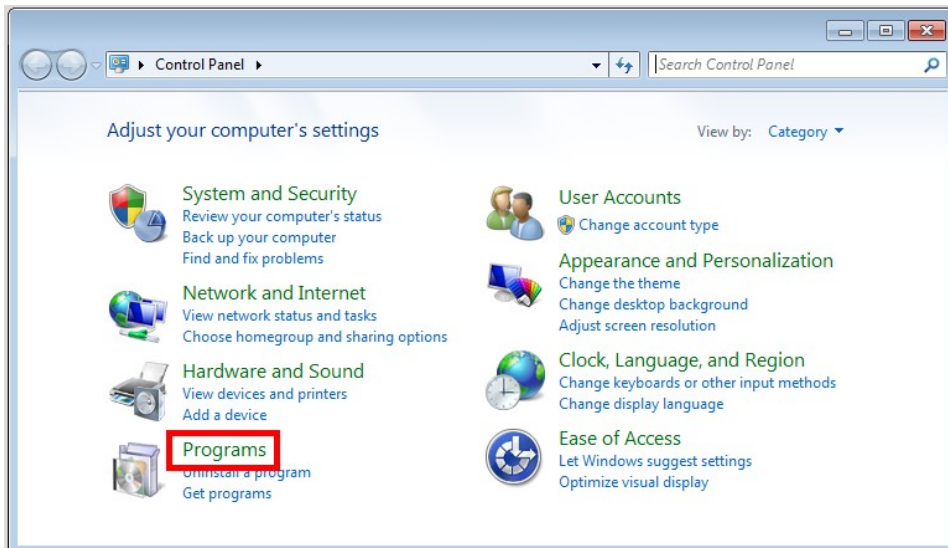 Control Panel
Search Control Panel
Adjust your computer's settings
View by: Category
System and Security
Review your computer's status
Back up your computer
Find and fix problems
Network and Internet
View network status and tasks
Choose homegroup and sharing options
Hardware and Sound
View devices and printers
Add a device
Programs
Uninstall a program
Get programs
User Accounts
Change account type
Appearance and Personalization
Change the theme
Change desktop background
Adjust screen resolution
Clock, Language, and Region
Change keyboards or other input methods
Change display language
Ease of Access
Let Windows suggest settings
Optimize visual display